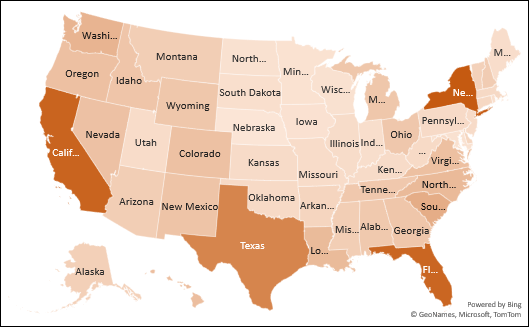 Washi...
Montana
North...
Min...
M...
Oregon
Idaho
Wisc...
South Dakota
M...
Ne...
Wyoming
Pennsyl...
Nebraska
Iowa
Nevada
Ohio
Utah
Illinois
Ind...
...
Calif...
Colorado
Kansas
Virgi...
Missouri
Ken...
North...
Tenne...
Arizona
New Mexico
Oklahoma
Arkan...
Sou...
Mis...
Alab...
Georgia
Texas
Lo...
Alaska
Fl...
Powered by Bing
© GeoNames, Microsoft, TomTom